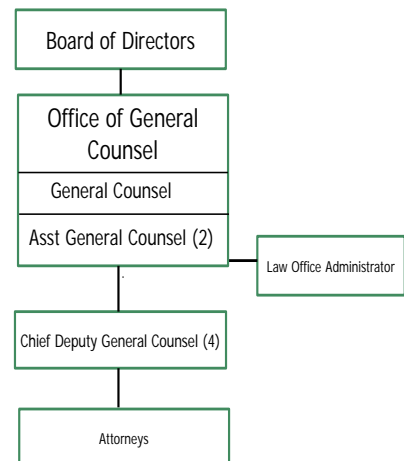 Board of Directors
Office of General
Counsel
General Counsel
Asst General Counsel (2)
Law Office Administrator
Chief Deputy General Counsel (4)
Attorneys